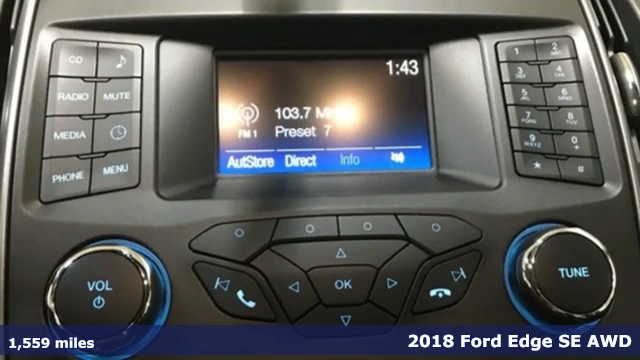 CD
RADIO MUTE
MEDIA
PHONE MENU
1:43
103.7
FM 1 Preset 7
AutStore Direct Info
1 2 ABC
3 DEF 4 GHI
5 JKL 6 MNO
7 PQRS 8 TUV
9 WXYZ 0 +
* #
VOL
OK
TUNE
1,559 miles
2018 Ford Edge SE AWD